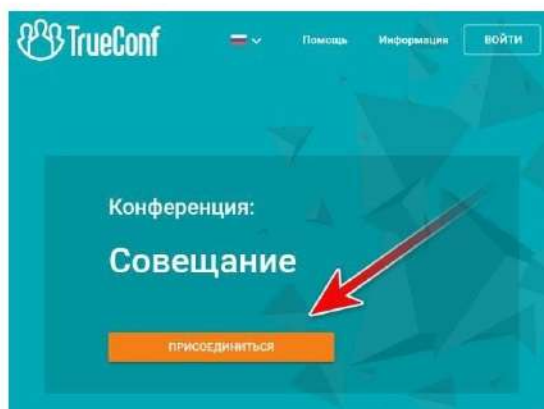 TrueConf
Помощь
Информация
ВОЙТИ
Конференция:
Совещание
ПРИСОЕДИНИТЬСЯ